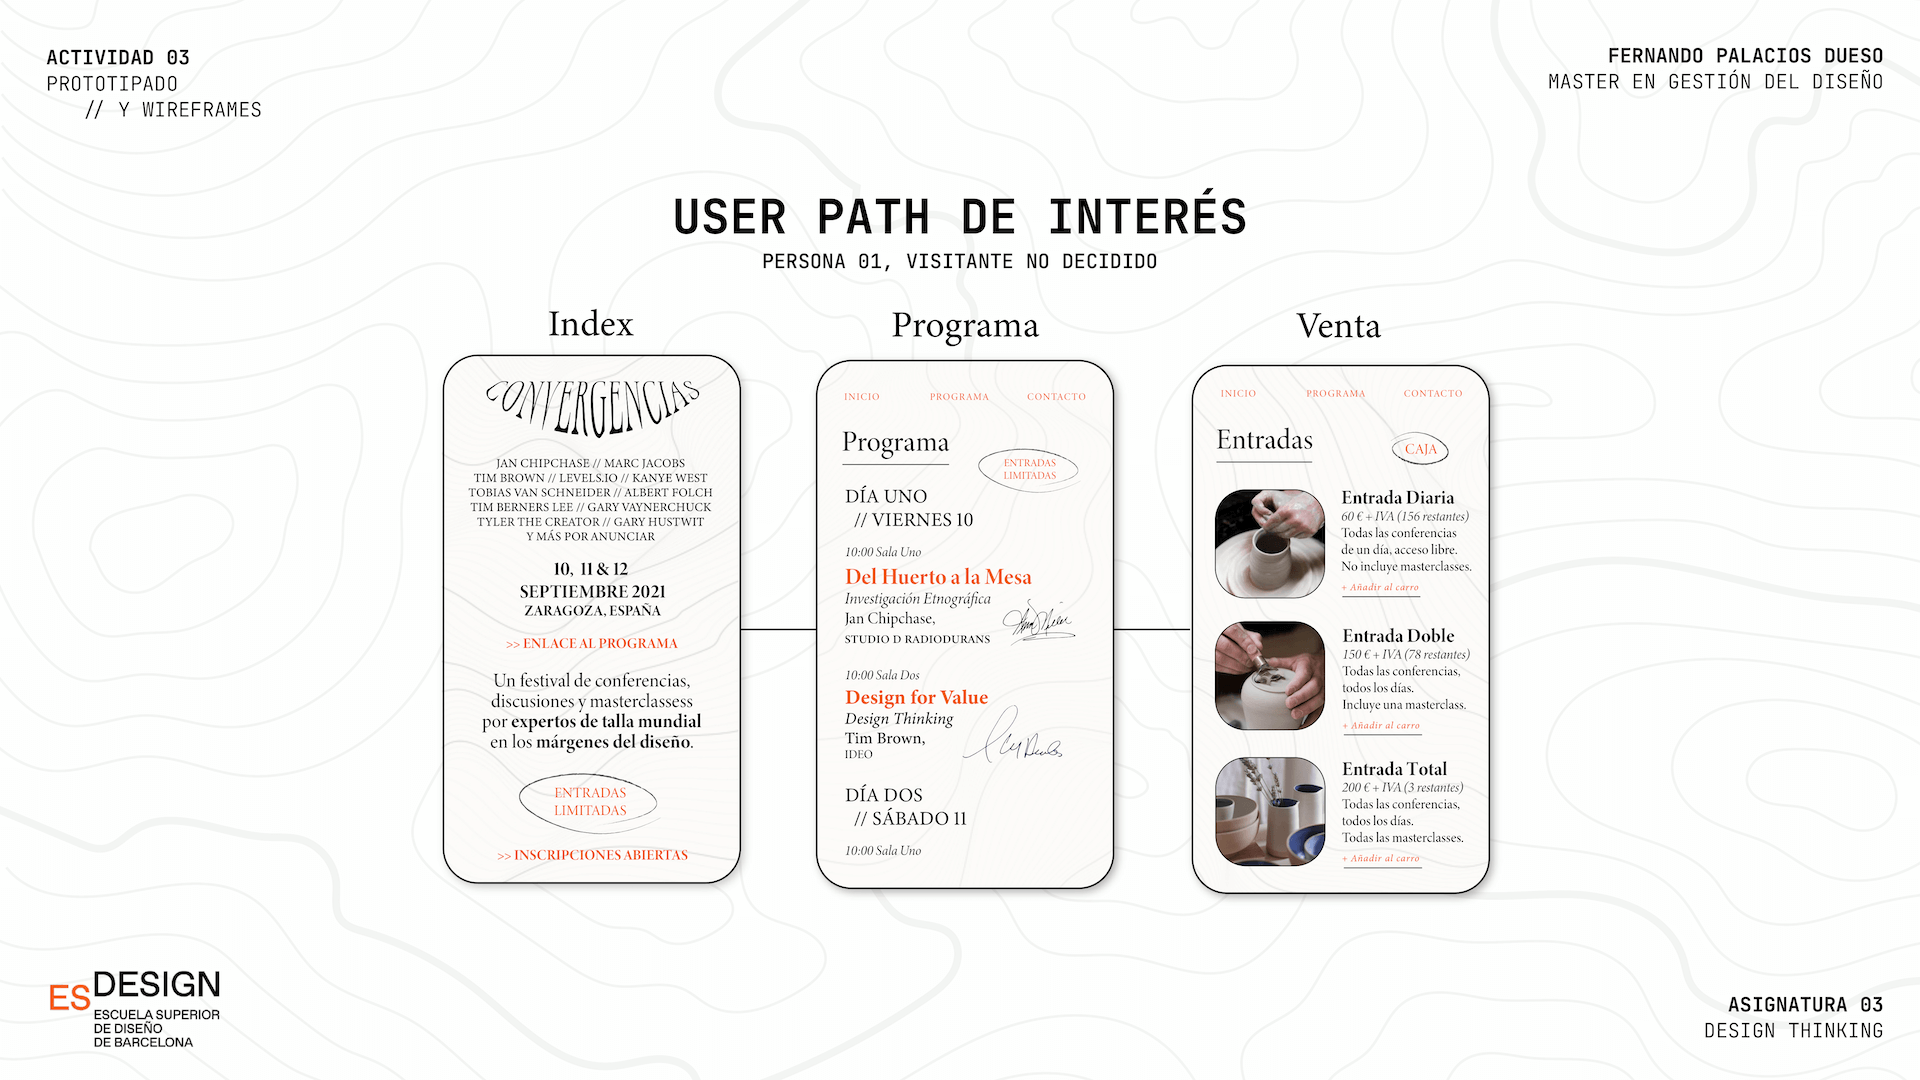 ACTIVIDAD 03
PROTOTIPADO
// Y WIREFRAMES
FERNANDO PALACIOS DUESO
MASTER EN GESTIÓN DEL DISEÑO
USER PATH DE INTERÉS
PERSONA 01, VISITANTE NO DECIDIDO
Index
CONVERGENCIAS
JAN CHIPCHASE // MARC JACOBS
TIM BROWN // LEVELS.IO // KANYE WEST
TOBIAS VAN SCHNEIDER // ALBERT FOLCH
TIM BERNERS LEE // GARY VAYNERCHUCK
TYLER THE CREATOR // GARY HUSTWIT
Y MÁS POR ANUNCIAR
10, 11 & 12
SEPTIEMBRE 2021
ZARAGOZA, ESPAÑA
>> ENLACE AL PROGRAMA
Un festival de conferencias,
discusiones y masterclassess
por expertos de talla mundial
en los márgenes del diseño.
ENTRADAS
LIMITADAS
>> INSCRIPCIONES ABIERTAS
Programa
INICIO PROGRAMA CONTACTO
Programa
ENTRADAS
LIMITADAS
DÍA UNO
// VIERNES 10
10:00 Sala Uno
Del Huerto a la Mesa
Investigación Etnográfica
Jan Chipchase,
STUDIO D RADIODURANS
10:00 Sala Dos
Design for Value
Design Thinking
Tim Brown,
IDEO
DÍA DOS
// SÁBADO 11
10:00 Sala Uno
Venta
INICIO PROGRAMA CONTACTO
Entradas
CAJA
Entrada Diaria
60 € + IVA (156 restantes)
Todas las conferencias
de un día, acceso libre.
No incluye masterclasses.
+ Añadir al carro
Entrada Doble
150 € + IVA (78 restantes)
Todas las conferencias,
todos los días.
Incluye una masterclass.
+ Añadir al carro
Entrada Total
200 € + IVA (3 restantes)
Todas las conferencias,
todos los días.
Todas las masterclasses.
+ Añadir al carro
ESDESIGN
ESCUELA SUPERIOR
DE DISEÑO
DE BARCELONA
ASIGNATURA 03
DESIGN THINKING